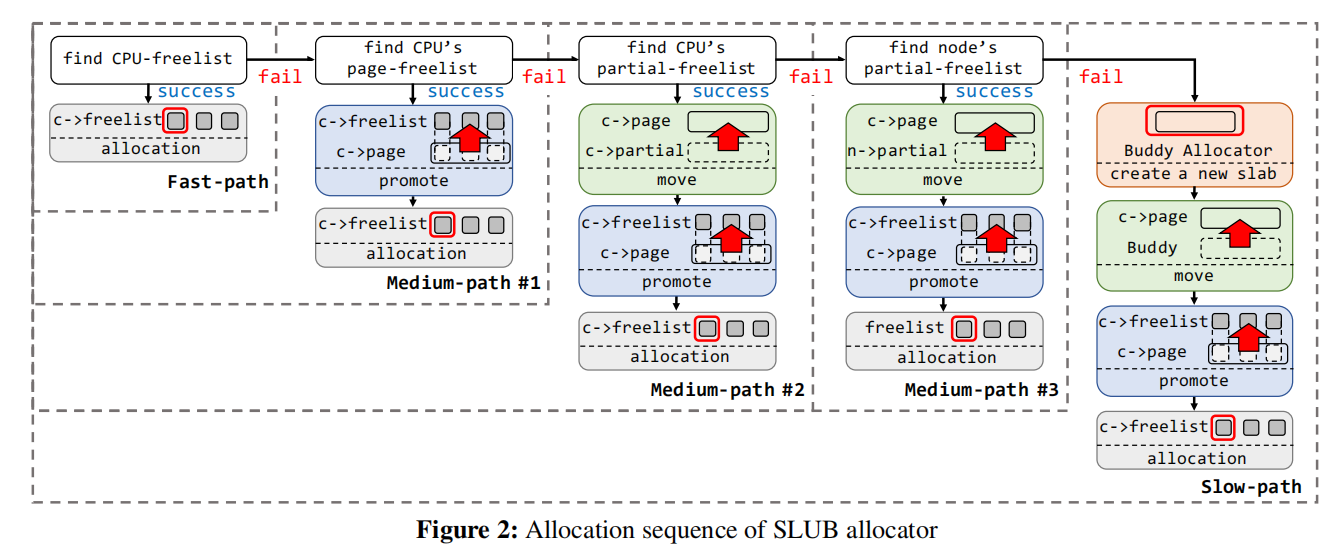 find CPU-freelist
fail
success
c->freelist
allocation
Fast-path
find CPU's
page-freelist
fail
success
c->freelist
c->page
promote
c->freelist
allocation
Medium-path #1
find CPU's
partial-freelist
fail
success
c->page
c->partial
move
c->freelist
c->page
promote
c->freelist
allocation
Medium-path #2
find node's
partial-freelist
fail
success
c->page
n->partial
move
c->freelist
c->page
promote
freelist
allocation
Medium-path #3
Buddy Allocator
create a new slab
c->page
Buddy
move
c->freelist
c->page
promote
c->freelist
allocation
Slow-path
Figure 2: Allocation sequence of SLUB allocator